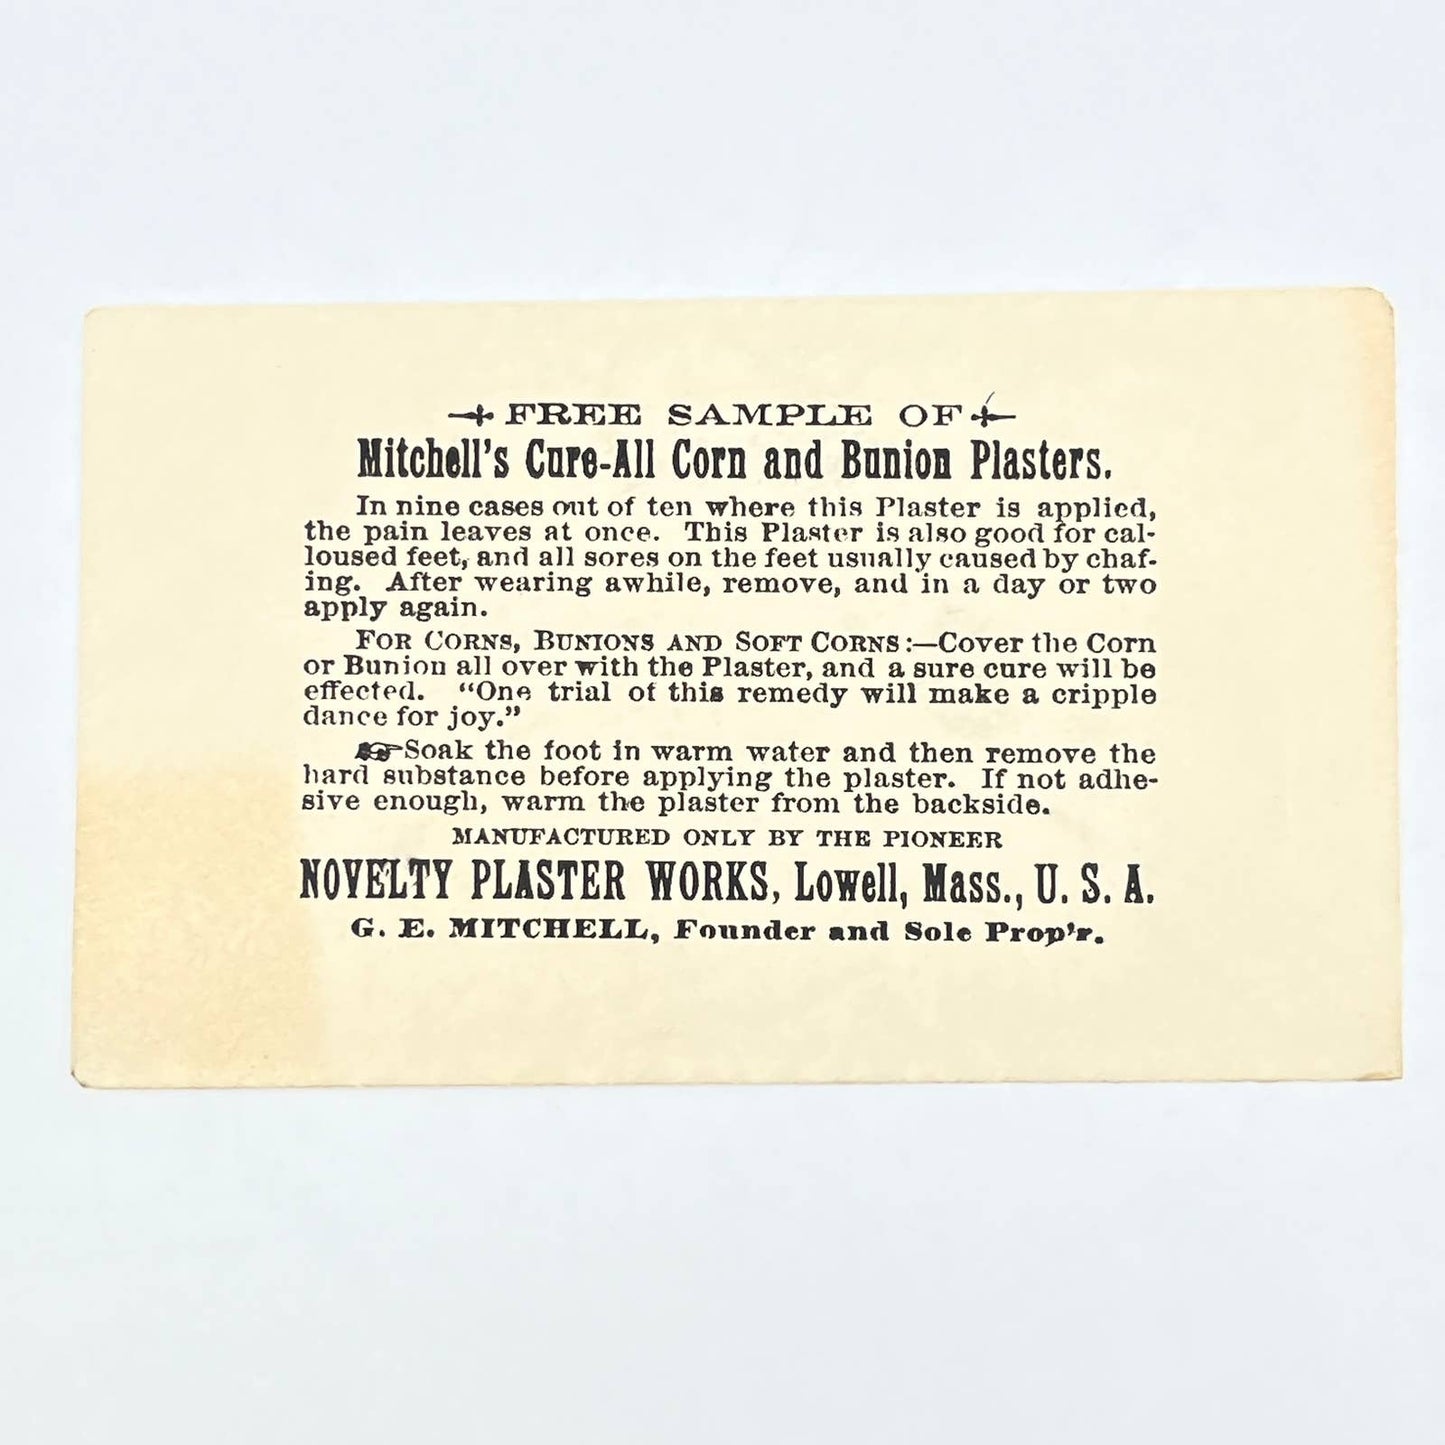 FREE SAMPLE OF
Mitchell's Cure-All Corn and Bunion Plasters.
In nine cases out of ten where this Plaster is applied,
the pain leaves at once. This Plaster is also good for cal-
loused feet, and all sores on the feet usually caused by chaf-
ing. After wearing awhile, remove, and in a day or two
apply again.
FOR CORNS, BUNIONS AND SOFT CORNS:—Cover the Corn
or Bunion all over with the Plaster, and a sure cure will be
effected. "One trial of this remedy will make a cripple
dance for joy."
☞Soak the foot in warm water and then remove the
hard substance before applying the plaster. If not adhe-
sive enough, warm the plaster from the backside.
MANUFACTURED ONLY BY THE PIONEER
NOVELTY PLASTER WORKS, Lowell, Mass., U. S. A.
G. E. MITCHELL, Founder and Sole Prop'r.